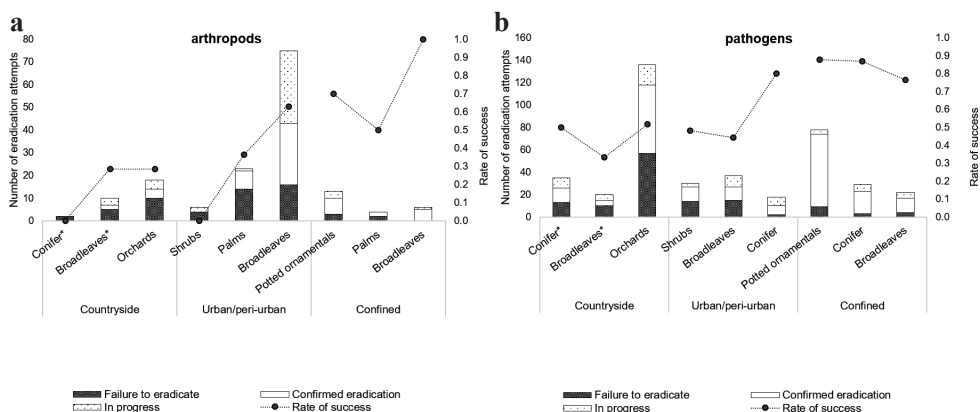 a
arthropods
Number of eradication attempts
80
70
60
50
40
30
20
10
0
1.0
0.9
0.8
0.7
0.6
0.5
0.4
0.3
0.2
0.1
0.0
Rate of success
Conifer*
Broadleaves*
Orchards
Shrubs
Palms
Broadleaves
Potted ornamentals
Palms
Broadleaves
Countryside
Urban/peri-urban
Confined
Failure to eradicate
Confirmed eradication
In progress
Rate of success
b
pathogens
Number of eradication attempts
160
140
120
100
80
60
40
20
0
1.0
0.9
0.8
0.7
0.6
0.5
0.4
0.3
0.2
0.1
0.0
Rate of success
Conifer*
Broadleaves*
Orchards
Shrubs
Broadleaves
Conifer
Potted ornamentals
Conifer
Broadleaves
Countryside
Urban/peri-urban
Confined
Failure to eradicate
Confirmed eradication
In progress
Rate of success